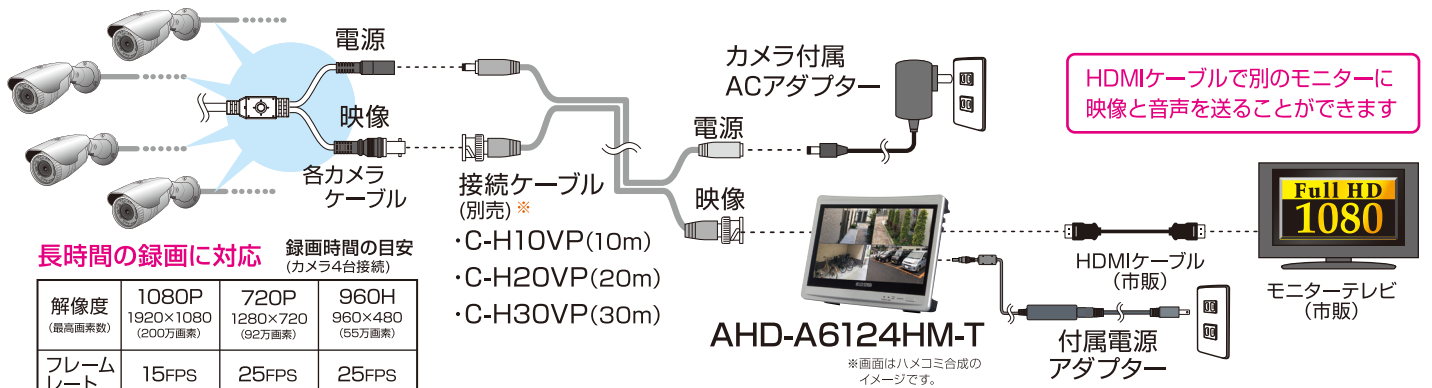 電源
映像
各カメラ
ケーブル
接続ケーブル
(別売)※
・C-H10VP(10m)
・C-H20VP(20m)
・C-H30VP(30m)
カメラ付属
ACアダプター
電源
映像
HDMIケーブルで別のモニターに
映像と音声を送ることができます
Full HD
1080
HDMIケーブル
(市販)
モニターテレビ
(市販)
付属電源
アダプター
AHD-A6124HM-T
※画面はハメコミ合成の
イメージです。
長時間の録画に対応
録画時間の目安
(カメラ4台接続)
解像度 1080P 720P 960H
(最高画素数) 1920×1080 1280×720 960×480
(200万画素) (92万画素) (55万画素)
フレーム
レート 15FPS 25FPS 25FPS